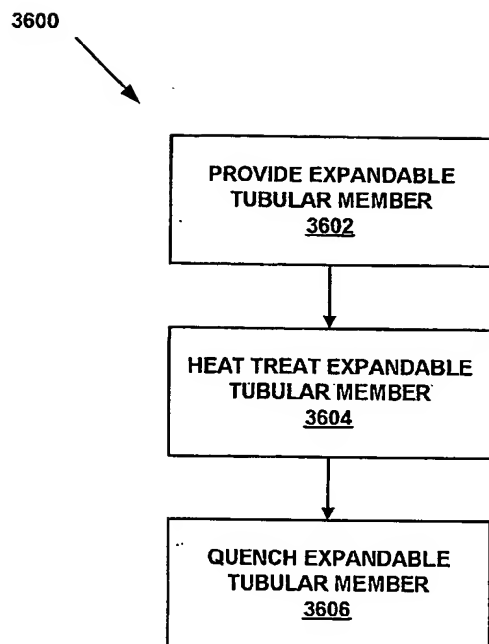 3600
PROVIDE EXPANDABLE
TUBULAR MEMBER
3602
HEAT TREAT EXPANDABLE
TUBULAR MEMBER
3604
QUENCH EXPANDABLE
TUBULAR MEMBER
3606